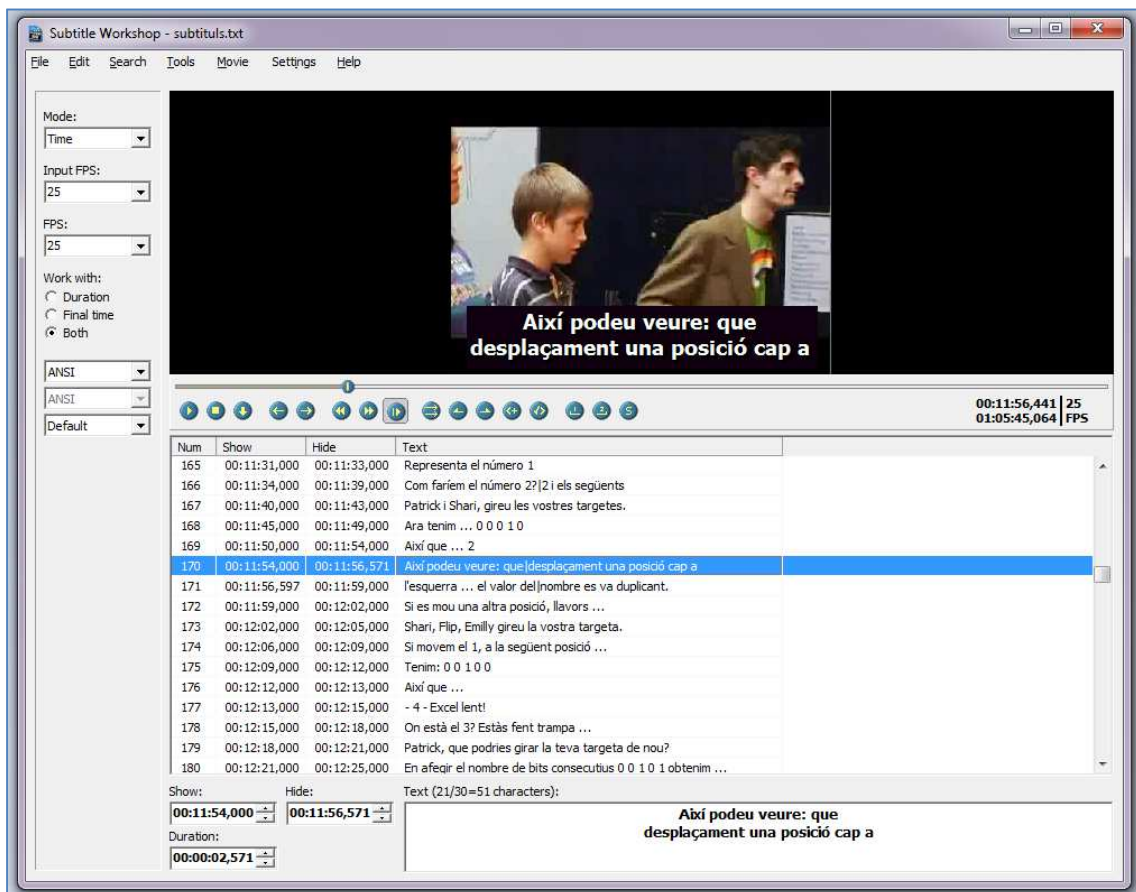 Subtitle Workshop - subtituls.txt
File Edit Search Tools Movie Settings Help
Mode:
Time
Input FPS:
25
FPS:
25
Work with:
Duration
Final time
Both
ANSI
ANSI
Default
Així podeu veure: que
desplaçament una posició cap a
00:11:56,441 25
01:05:45,064 FPS
Num Show Hide Text
165 00:11:31,000 00:11:33,000 Representa el número 1
166 00:11:34,000 00:11:39,000 Com faríem el número 2?|2 i els següents
167 00:11:40,000 00:11:43,000 Patrick i Shari, gireu les vostres targetes.
168 00:11:45,000 00:11:49,000 Ara tenim ... 0 0 0 1 0
169 00:11:50,000 00:11:54,000 Així que ... 2
170 00:11:54,000 00:11:56,571 Així podeu veure: que|desplaçament una posició cap a
171 00:11:56,597 00:11:59,000 l'esquerra ... el valor del|nombre es va duplicant.
172 00:11:59,000 00:12:02,000 Si es mou una altra posició, llavors ...
173 00:12:02,000 00:12:05,000 Shari, Flip, Emilly gireu la vostra targeta.
174 00:12:06,000 00:12:09,000 Si movem el 1, a la següent posició ...
175 00:12:09,000 00:12:12,000 Tenim: 0 0 1 0 0
176 00:12:12,000 00:12:13,000 Així que ...
177 00:12:13,000 00:12:15,000 - 4 - Excel lent!
178 00:12:15,000 00:12:18,000 On està el 3? Estàs fent trampa ...
179 00:12:18,000 00:12:21,000 Patrick, que podries girar la teva targeta de nou?
180 00:12:21,000 00:12:25,000 En afegir el nombre de bits consecutius 0 0 1 0 1 obtenim ...
Show: Hide: Text (21/30=51 characters):
00:11:54,000 00:11:56,571
Així podeu veure: que
desplaçament una posició cap a
Duration:
00:00:02,571